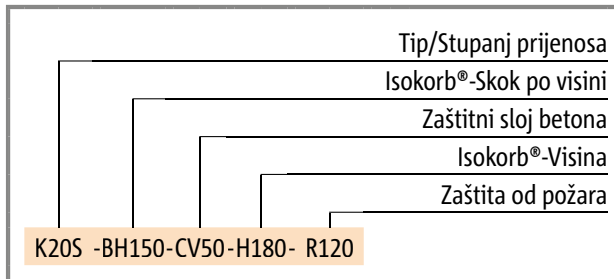 Tip/Stupanj prijenosa
Isokorb®-Skok po visini
Zaštitni sloj betona
Isokorb®-Visina
Zaštita od požara
K20S -BH150-CV50-H180- R120